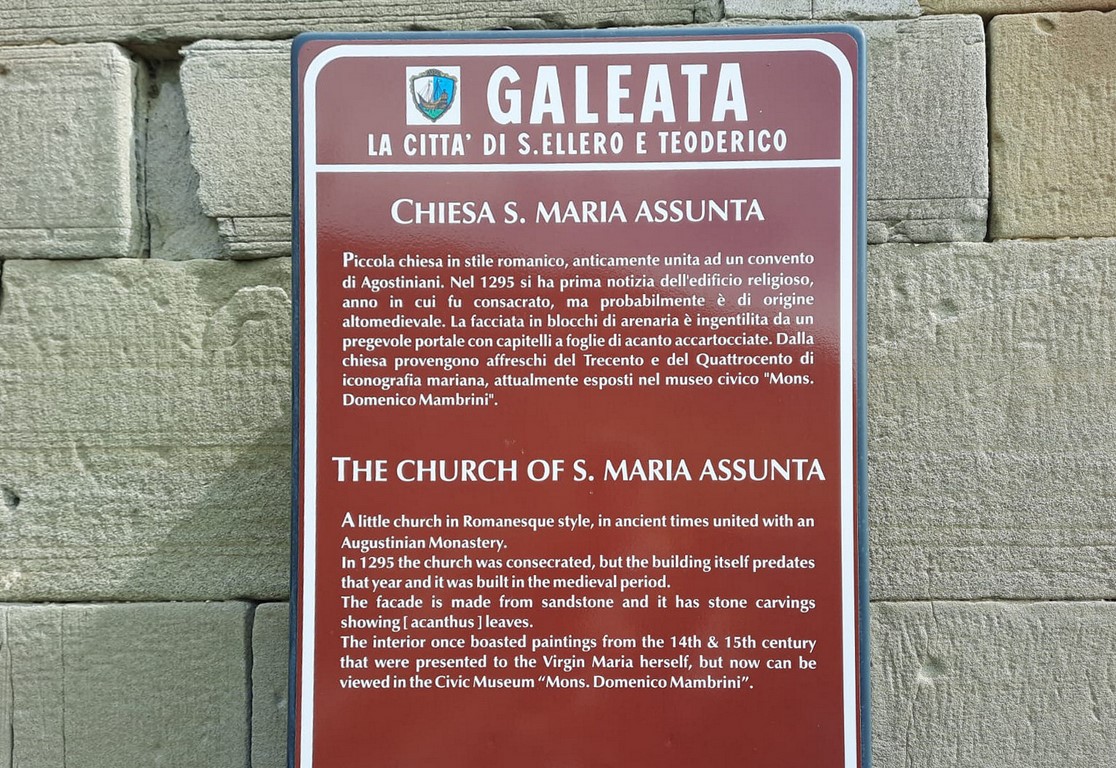 GALEATA
LA CITTA' DI S.ELLERO E TEODERICO
CHIESA S. MARIA ASSUNTA
Piccola chiesa in stile romanico, anticamente unita ad un convento
di Agostiniani. Nel 1295 si ha prima notizia dell'edificio religioso,
anno in cui fu consacrato, ma probabilmente è di origine
altomedievale. La facciata in blocchi di arenaria è ingentilita da un
pregevole portale con capitelli a foglie di acanto accartocciate. Dalla
chiesa provengono affreschi del Trecento e del Quattrocento di
iconografia mariana, attualmente esposti nel museo civico "Mons.
Domenico Mambrini".
THE CHURCH OF S. MARIA ASSUNTA
A little church in Romanesque style, in ancient times united with an
Augustinian Monastery.
In 1295 the church was consecrated, but the building itself predates
that year and it was built in the medieval period.
The facade is made from sandstone and it has stone carvings
showing [ acanthus ] leaves.
The interior once boasted paintings from the 14th & 15th century
that were presented to the Virgin Maria herself, but now can be
viewed in the Civic Museum “Mons. Domenico Mambrini”.